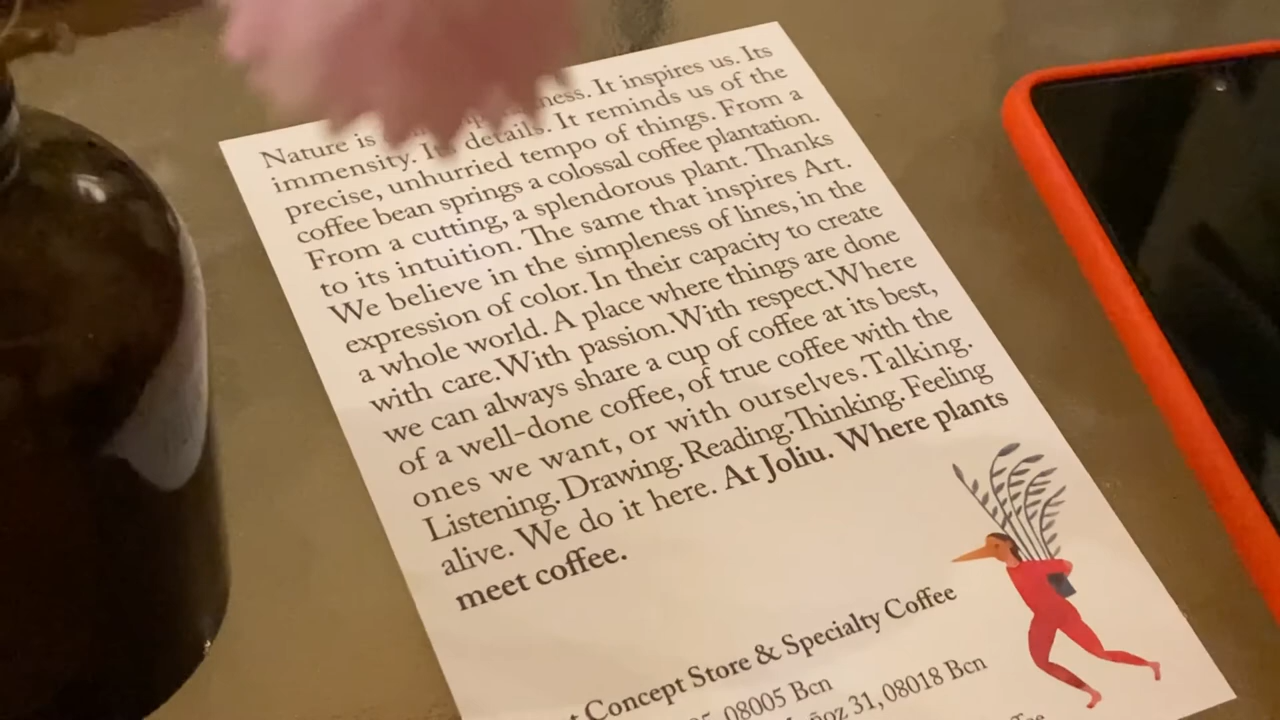 Nature is ness. It inspires us. Its
immensity. Its details. It reminds us of the
precise, unhurried tempo of things. From a
coffee bean springs a colossal coffee plantation.
From a cutting, a splendorous plant. Thanks
to its intuition. The same that inspires Art.
We believe in the simpleness of lines, in the
expression of color. In their capacity to create
a whole world. A place where things are done
with care. With passion. With respect. Where
we can always share a cup of coffee at its best,
of a well-done coffee, of true coffee with the
ones we want, or with ourselves. Talking.
Listening. Drawing. Reading. Thinking. Feeling
alive. We do it here. At Joliu. Where plants
meet coffee.
Concept Store & Specialty Coffee
08005 Bcn
31, 08018 Bcn